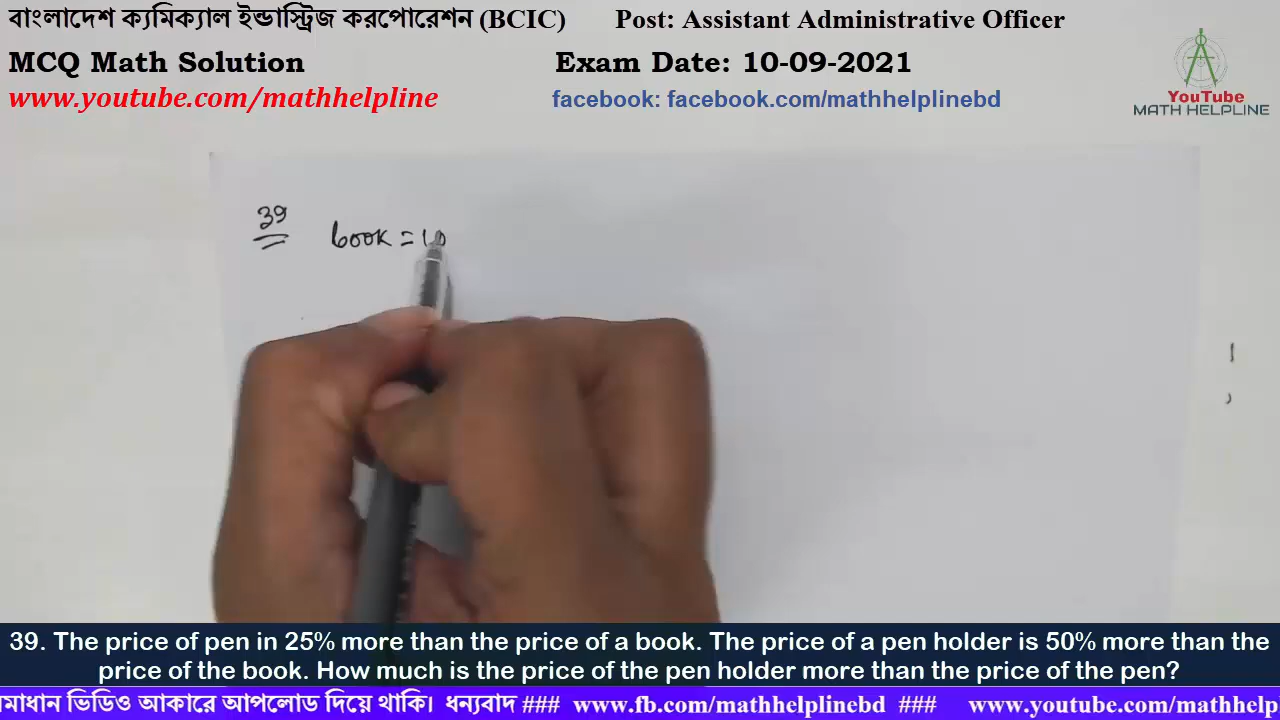 বাংলাদেশ ক্যমিক্যাল ইন্ডাস্ট্রিজ করপোরেশন (BCIC) Post: Assistant Administrative Officer
MCQ Math Solution Exam Date: 10-09-2021
www.youtube.com/mathhelpline facebook: facebook.com/mathhelplinebd
YouTube
MATH HELPLINE
39 book = 10
39. The price of pen in 25% more than the price of a book. The price of a pen holder is 50% more than the
price of the book. How much is the price of the pen holder more than the price of the pen?
মাধান ভিডিও আকারে আপলোড দিয়ে থাকি। ধন্যবাদ ### www.fb.com/mathhelplinebd ### www.youtube.com/mathhelp